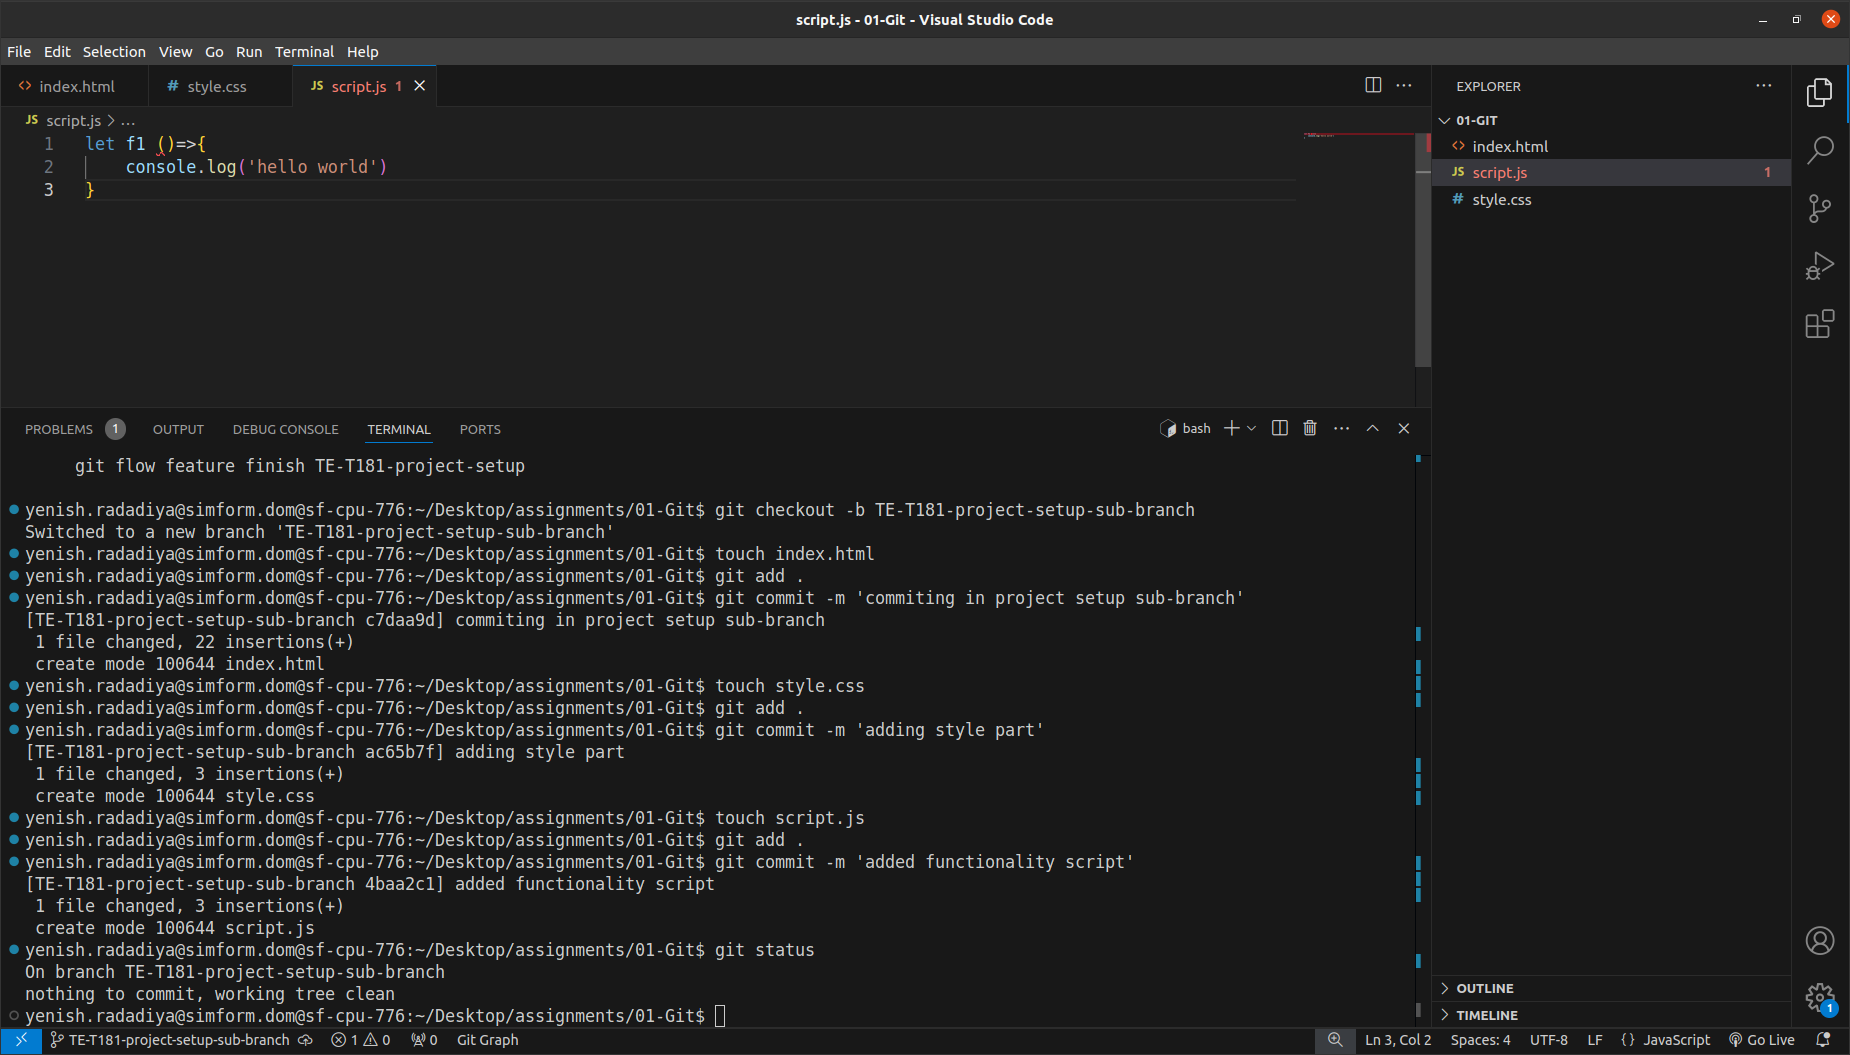 script.js - 01-Git - Visual Studio Code
File Edit Selection View Go Run Terminal Help
<> index.html # style.css JS script.js 1
JS script.js > ...
1 let f1 ()=>{
2 console.log('hello world')
3 }
EXPLORER
01-GIT
<> index.html
JS script.js 1
# style.css
PROBLEMS 1 OUTPUT DEBUG CONSOLE TERMINAL PORTS
bash
git flow feature finish TE-T181-project-setup
yenish.radadiya@simform.dom@sf-cpu-776:~/Desktop/assignments/01-Git$ git checkout -b TE-T181-project-setup-sub-branch
Switched to a new branch 'TE-T181-project-setup-sub-branch'
yenish.radadiya@simform.dom@sf-cpu-776:~/Desktop/assignments/01-Git$ touch index.html
yenish.radadiya@simform.dom@sf-cpu-776:~/Desktop/assignments/01-Git$ git add .
yenish.radadiya@simform.dom@sf-cpu-776:~/Desktop/assignments/01-Git$ git commit -m 'commiting in project setup sub-branch'
[TE-T181-project-setup-sub-branch c7daa9d] commiting in project setup sub-branch
1 file changed, 22 insertions(+)
create mode 100644 index.html
yenish.radadiya@simform.dom@sf-cpu-776:~/Desktop/assignments/01-Git$ touch style.css
yenish.radadiya@simform.dom@sf-cpu-776:~/Desktop/assignments/01-Git$ git add .
yenish.radadiya@simform.dom@sf-cpu-776:~/Desktop/assignments/01-Git$ git commit -m 'adding style part'
[TE-T181-project-setup-sub-branch ac65b7f] adding style part
1 file changed, 3 insertions(+)
create mode 100644 style.css
yenish.radadiya@simform.dom@sf-cpu-776:~/Desktop/assignments/01-Git$ touch script.js
yenish.radadiya@simform.dom@sf-cpu-776:~/Desktop/assignments/01-Git$ git add .
yenish.radadiya@simform.dom@sf-cpu-776:~/Desktop/assignments/01-Git$ git commit -m 'added functionality script'
[TE-T181-project-setup-sub-branch 4baa2c1] added functionality script
1 file changed, 3 insertions(+)
create mode 100644 script.js
yenish.radadiya@simform.dom@sf-cpu-776:~/Desktop/assignments/01-Git$ git status
On branch TE-T181-project-setup-sub-branch
nothing to commit, working tree clean
yenish.radadiya@simform.dom@sf-cpu-776:~/Desktop/assignments/01-Git$
OUTLINE
TIMELINE
1
TE-T181-project-setup-sub-branch 1 0 0 Git Graph Ln 3, Col 2 Spaces: 4 UTF-8 LF {} JavaScript Go Live